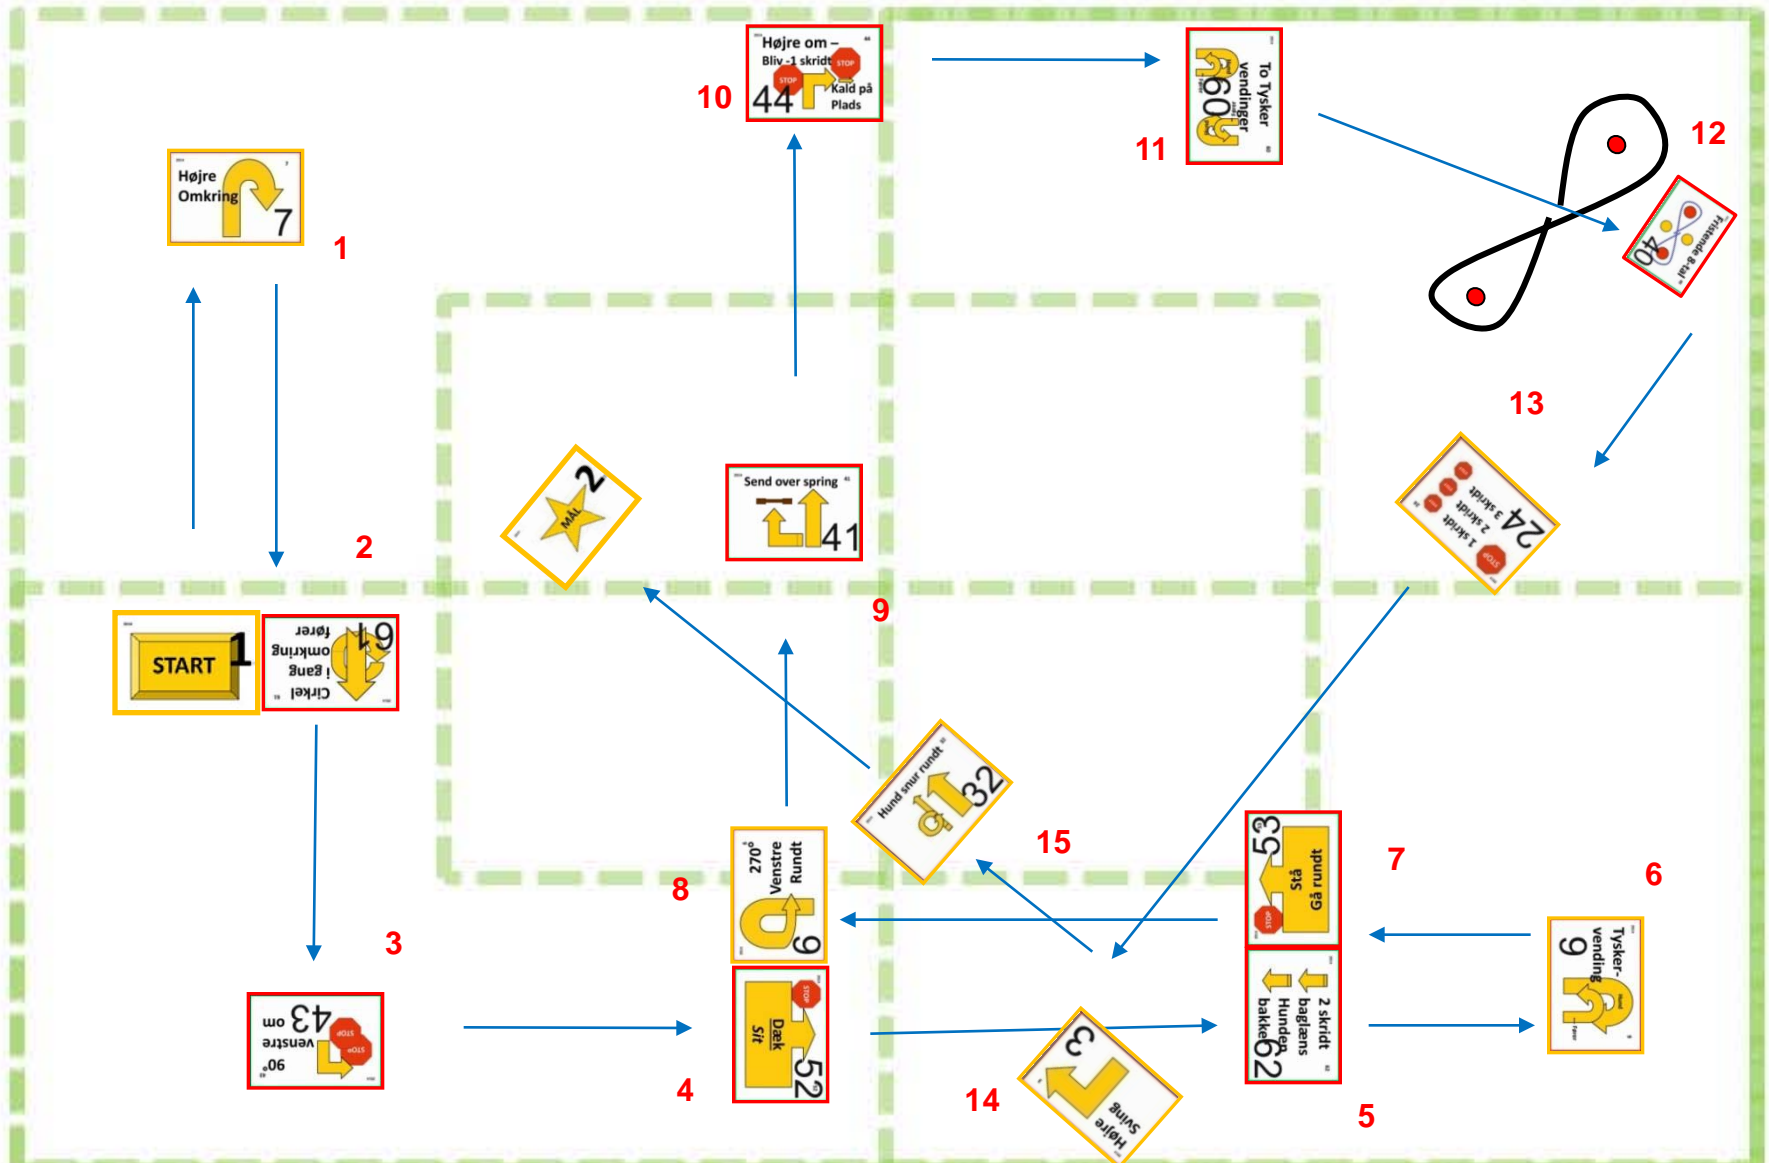 Højre om –
Bliv -1 skridt
STOP
STOP
44
Kald på
Plads
10
To Tysker
vendinger
60
11
12
Fristende 8-tal
40
Højre
Omkring
7
1
13
1 skridt
2 skridt
3 skridt
STOP
24
2
MÅL
Send over spring
41
2
9
START
1
Cirkel
i gang
omkring
fører
61
Hund snur rundt
32
15
270°
Venstre
Rundt
9
8
53
Stå
Gå rundt
STOP
7
6
Tysker-
vending
9
3
90°
venstre
om
43
STOP
STOP
Dæk
Sit
STOP
52
4
3
Højre
Sving
14
2 skridt
baglæns
Hunden
bakker
62
5